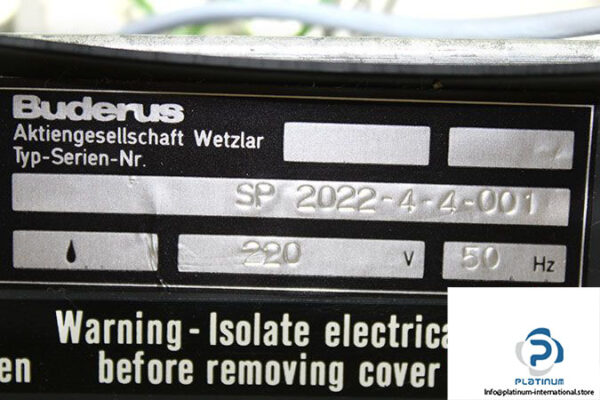 Buderus
Aktiengesellschaft Wetzlar
Typ-Serien-Nr.
SP 2022-4-4-001
220 V 50 Hz
Warning - Isolate electrica
en before removing cover
PLATINUM
Info@platinum-international.store